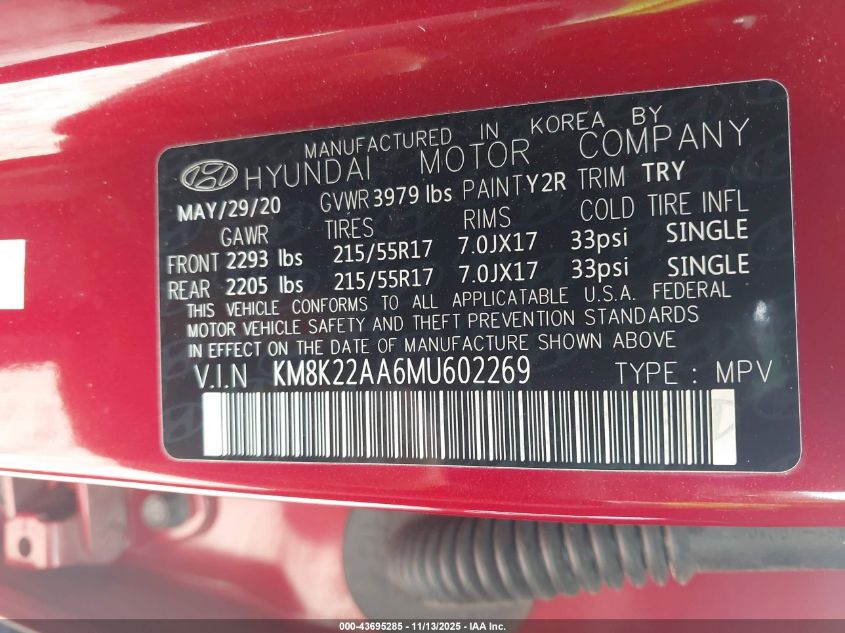 MANUFACTURED IN KOREA BY
HYUNDAI MOTOR COMPANY
MAY/29/20 GVWR 3979 lbs PAINT Y2R TRIM TRY
GAWR TIRES RIMS COLD TIRE INFL
FRONT 2293 lbs 215/55R17 7.0JX17 33psi SINGLE
REAR 2205 lbs 215/55R17 7.0JX17 33psi SINGLE
THIS VEHICLE CONFORMS TO ALL APPLICATABLE U.S.A. FEDERAL
MOTOR VEHICLE SAFETY AND THEFT PREVENTION STANDARDS
IN EFFECT ON THE DATE OF MANUFACTURE SHOWN ABOVE
V.I.N KM8K22AA6MU602269 TYPE : MPV
000-43695285 - 11/13/2025 - IAA Inc.